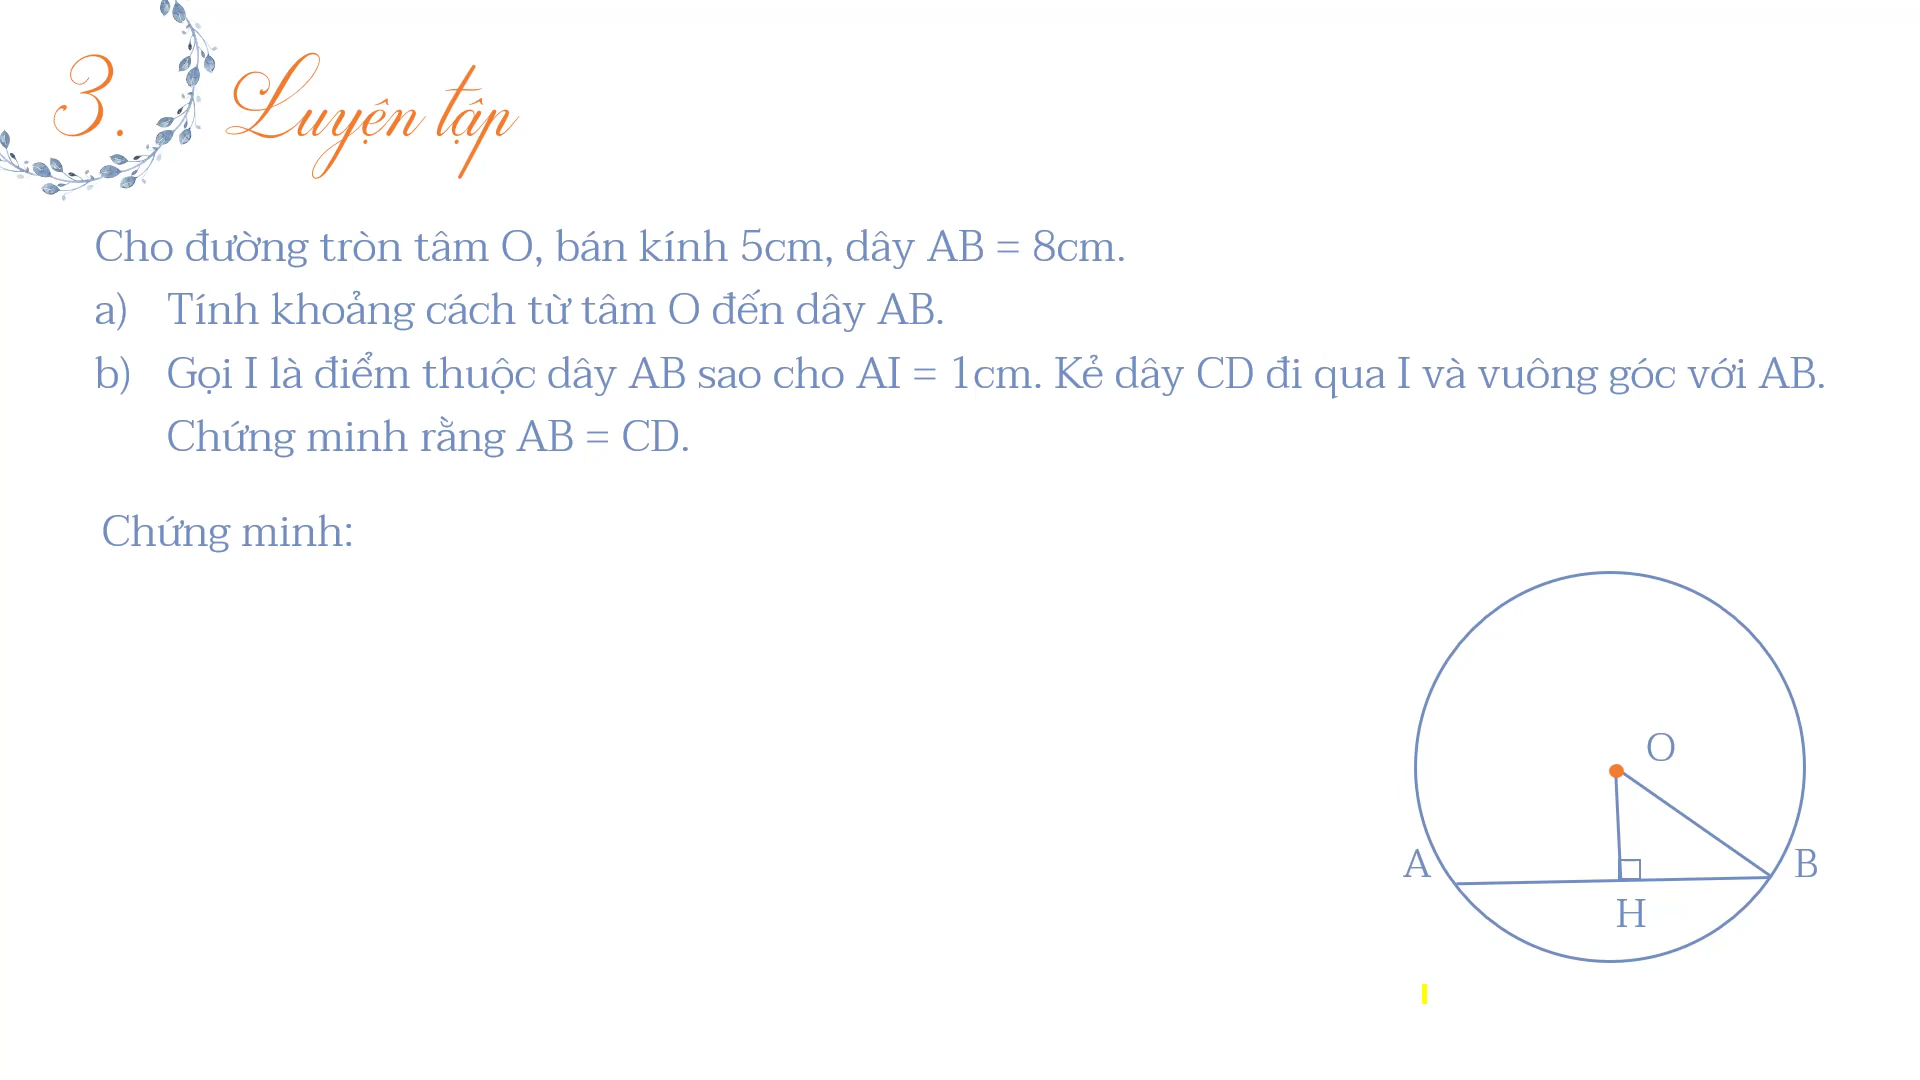 3. Luyện tập
Cho đường tròn tâm O, bán kính 5cm, dây AB = 8cm.
a) Tính khoảng cách từ tâm O đến dây AB.
b) Gọi I là điểm thuộc dây AB sao cho AI = 1cm. Kẻ dây CD đi qua I và vuông góc với AB.
Chứng minh rằng AB = CD.
Chứng minh:
O
A
B
H